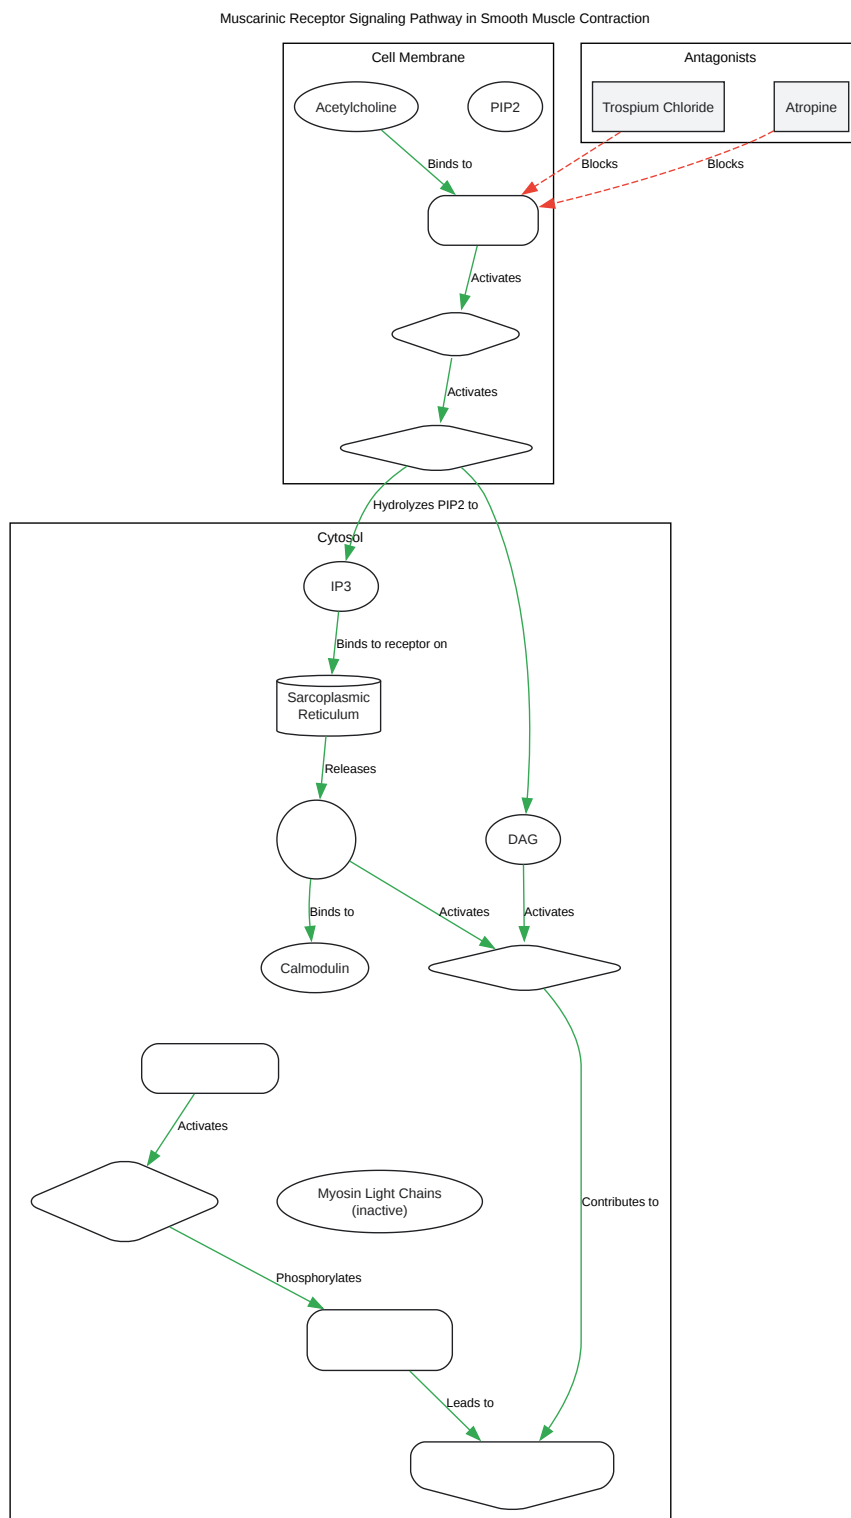 Muscarinic Receptor Signaling Pathway in Smooth Muscle Contraction
Cell Membrane
Antagonists
Acetylcholine
PIP2
Trospium Chloride
Atropine
Binds to
Blocks
Blocks
Activates
Activates
Hydrolyzes PIP2 to
Cytosol
IP3
Binds to receptor on
Sarcoplasmic
Reticulum
Releases
DAG
Binds to
Activates
Activates
Calmodulin
Activates
Myosin Light Chains
(inactive)
Contributes to
Phosphorylates
Leads to